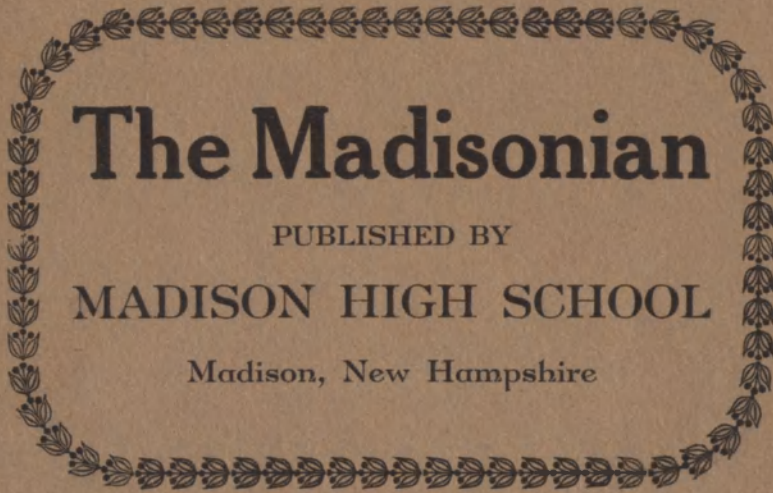 The Madisonian
PUBLISHED BY
MADISON HIGH SCHOOL
Madison, New Hampshire